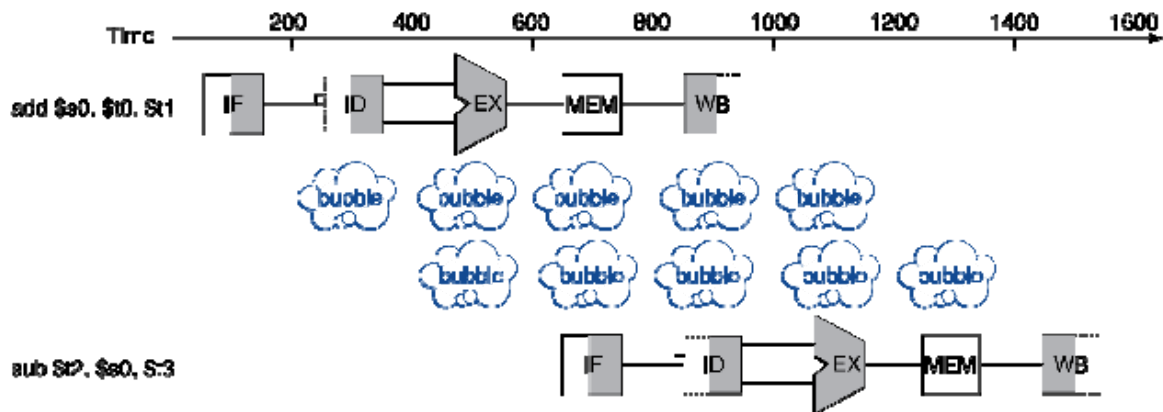 Time 200 400 600 800 1000 1200 1400 1600
add $s0, $t0, $t1 IF ID EX MEM WB
bubble bubble bubble bubble bubble
bubble bubble bubble bubble bubble
sub $t2, $s0, $t3 IF ID EX MEM WB